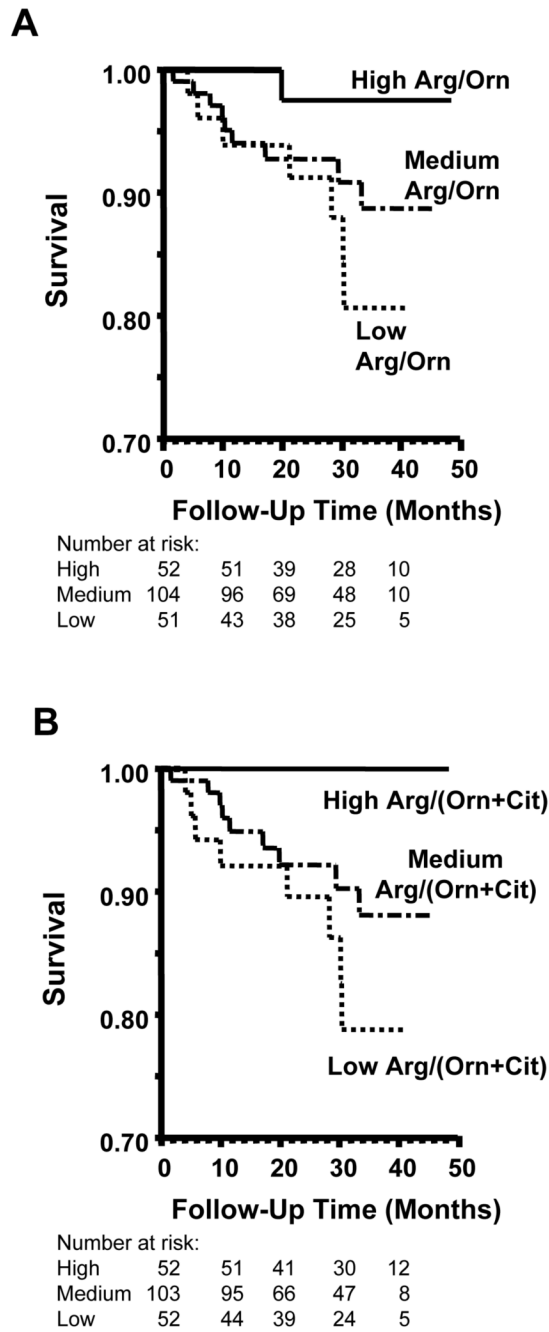 A
1.00
High Arg/Orn
Medium
Arg/Orn
0.90
Survival
0.80
Low
Arg/Orn
0.70
0 10 20 30 40 50
Follow-Up Time (Months)
Number at risk:
High 52 51 39 28 10
Medium 104 96 69 48 10
Low 51 43 38 25 5
B
1.00
High Arg/(Orn+Cit)
Medium
Arg/(Orn+Cit)
0.90
Survival
0.80
Low Arg/(Orn+Cit)
0.70
0 10 20 30 40 50
Follow-Up Time (Months)
Number at risk:
High 52 51 41 30 12
Medium 103 95 66 47 8
Low 52 44 39 24 5